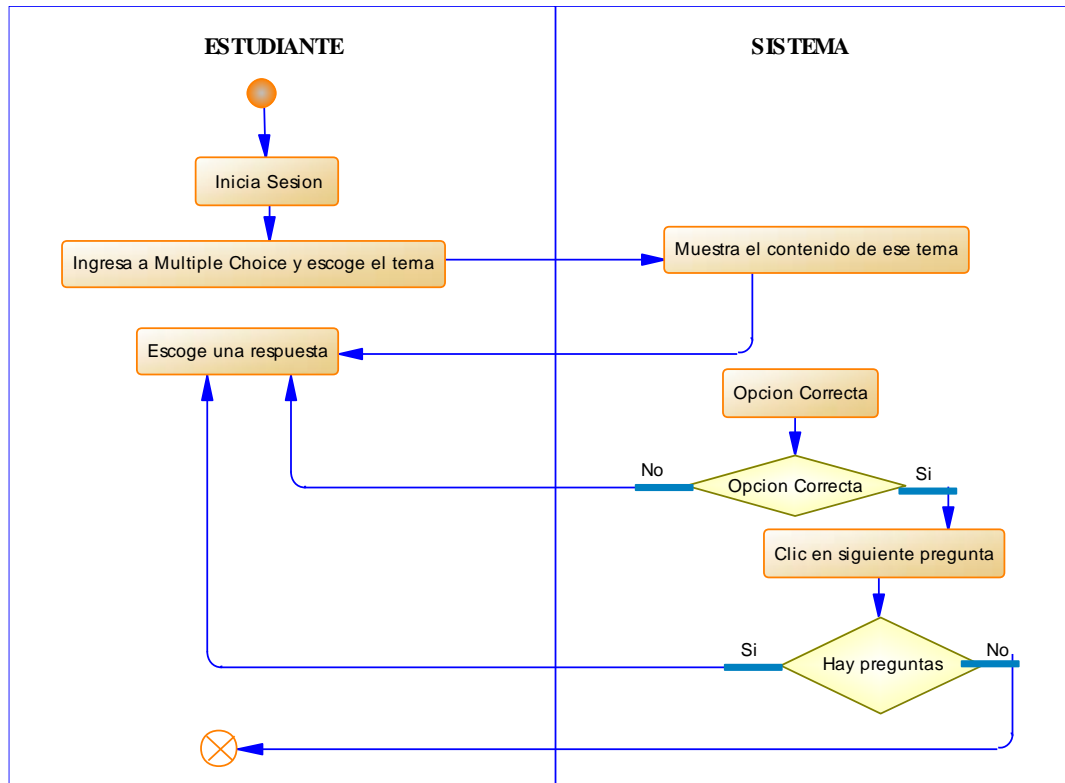 ESTUDIANTE
SISTEMA
Inicia Sesion
Ingresa a Multiple Choice y escoge el tema
Muestra el contenido de ese tema
Escoge una respuesta
Opcion Correcta
No
Opcion Correcta
Si
Clic en siguiente pregunta
Si
Hay preguntas
No